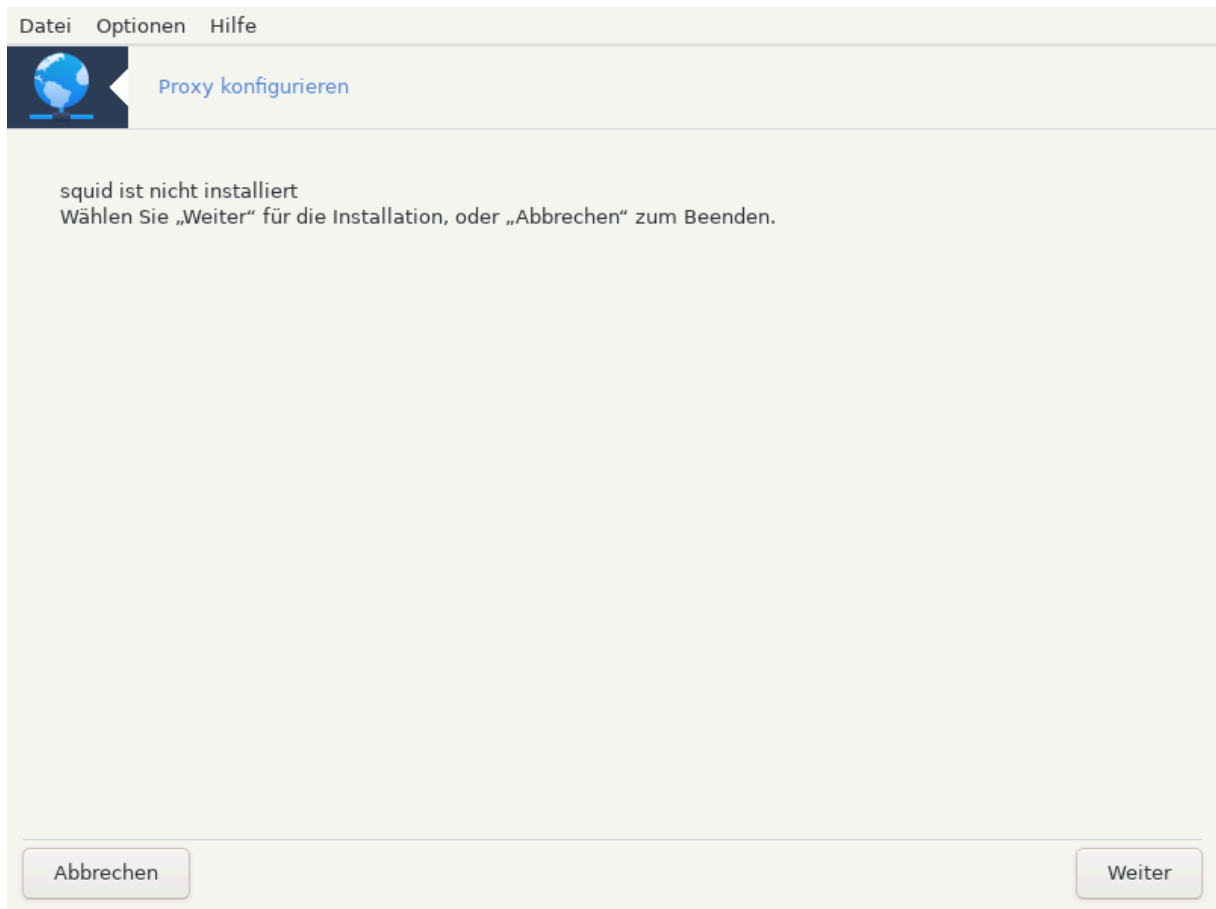 Datei Optionen Hilfe
Proxy konfigurieren
squid ist nicht installiert
Wählen Sie „Weiter“ für die Installation, oder „Abbrechen“ zum Beenden.
Abbrechen Weiter